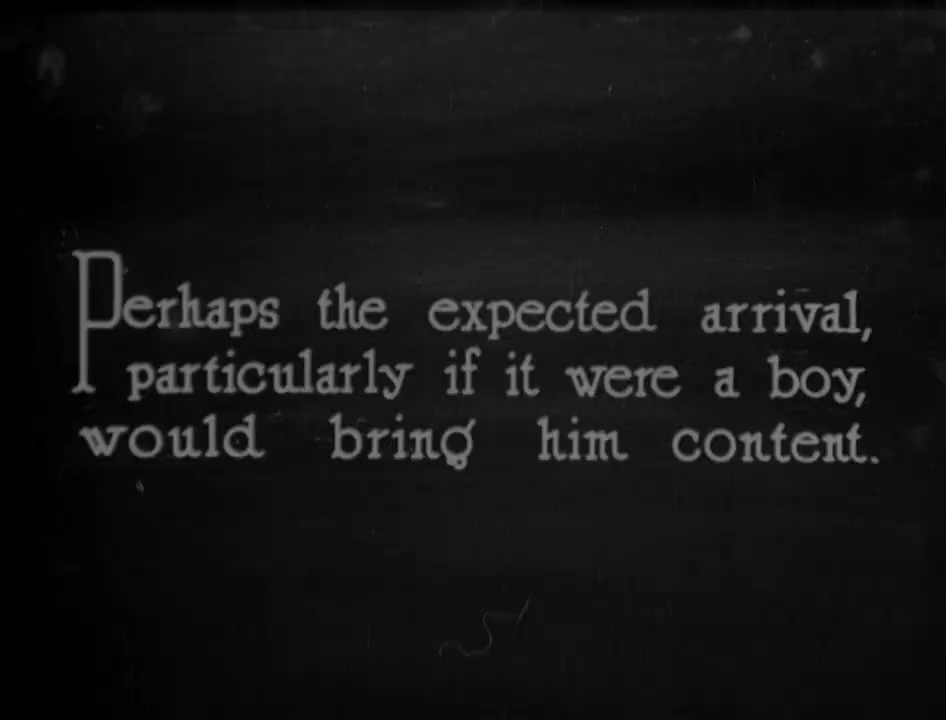 Perhaps the expected arrival,
particularly if it were a boy,
would bring him content.